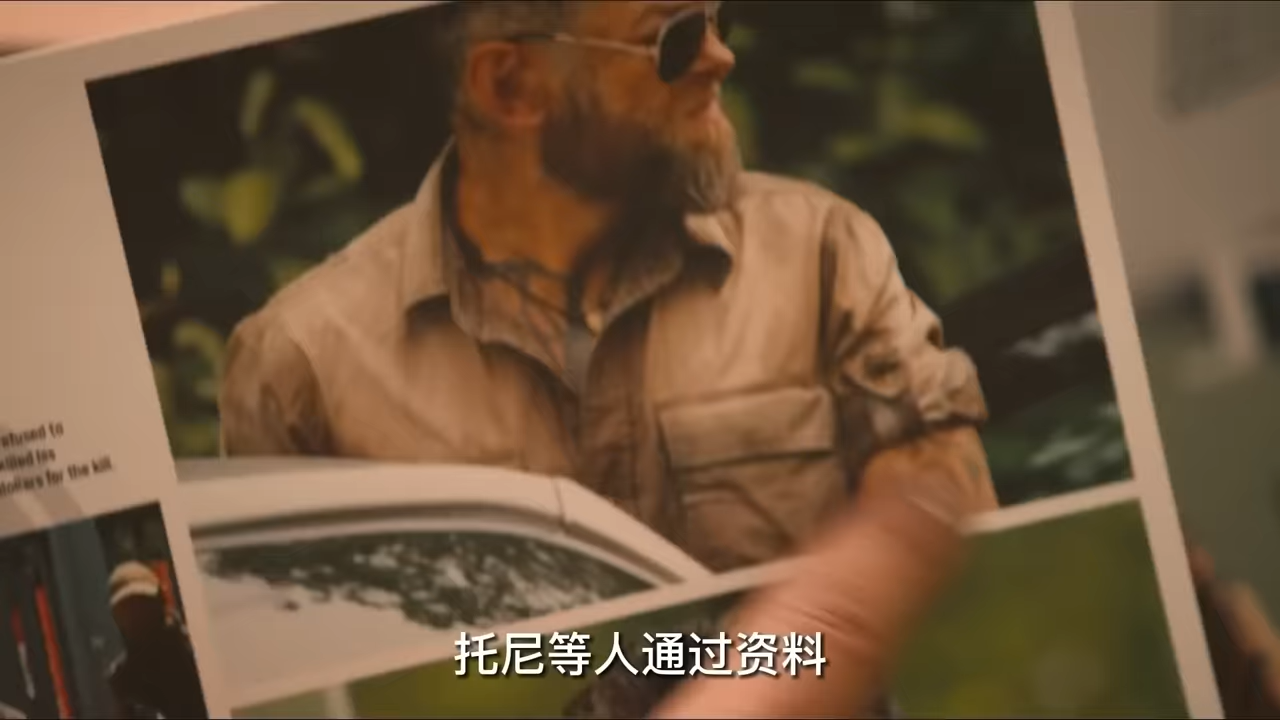 refused to
killed his
dollars for the kill.
托尼等人通过资料